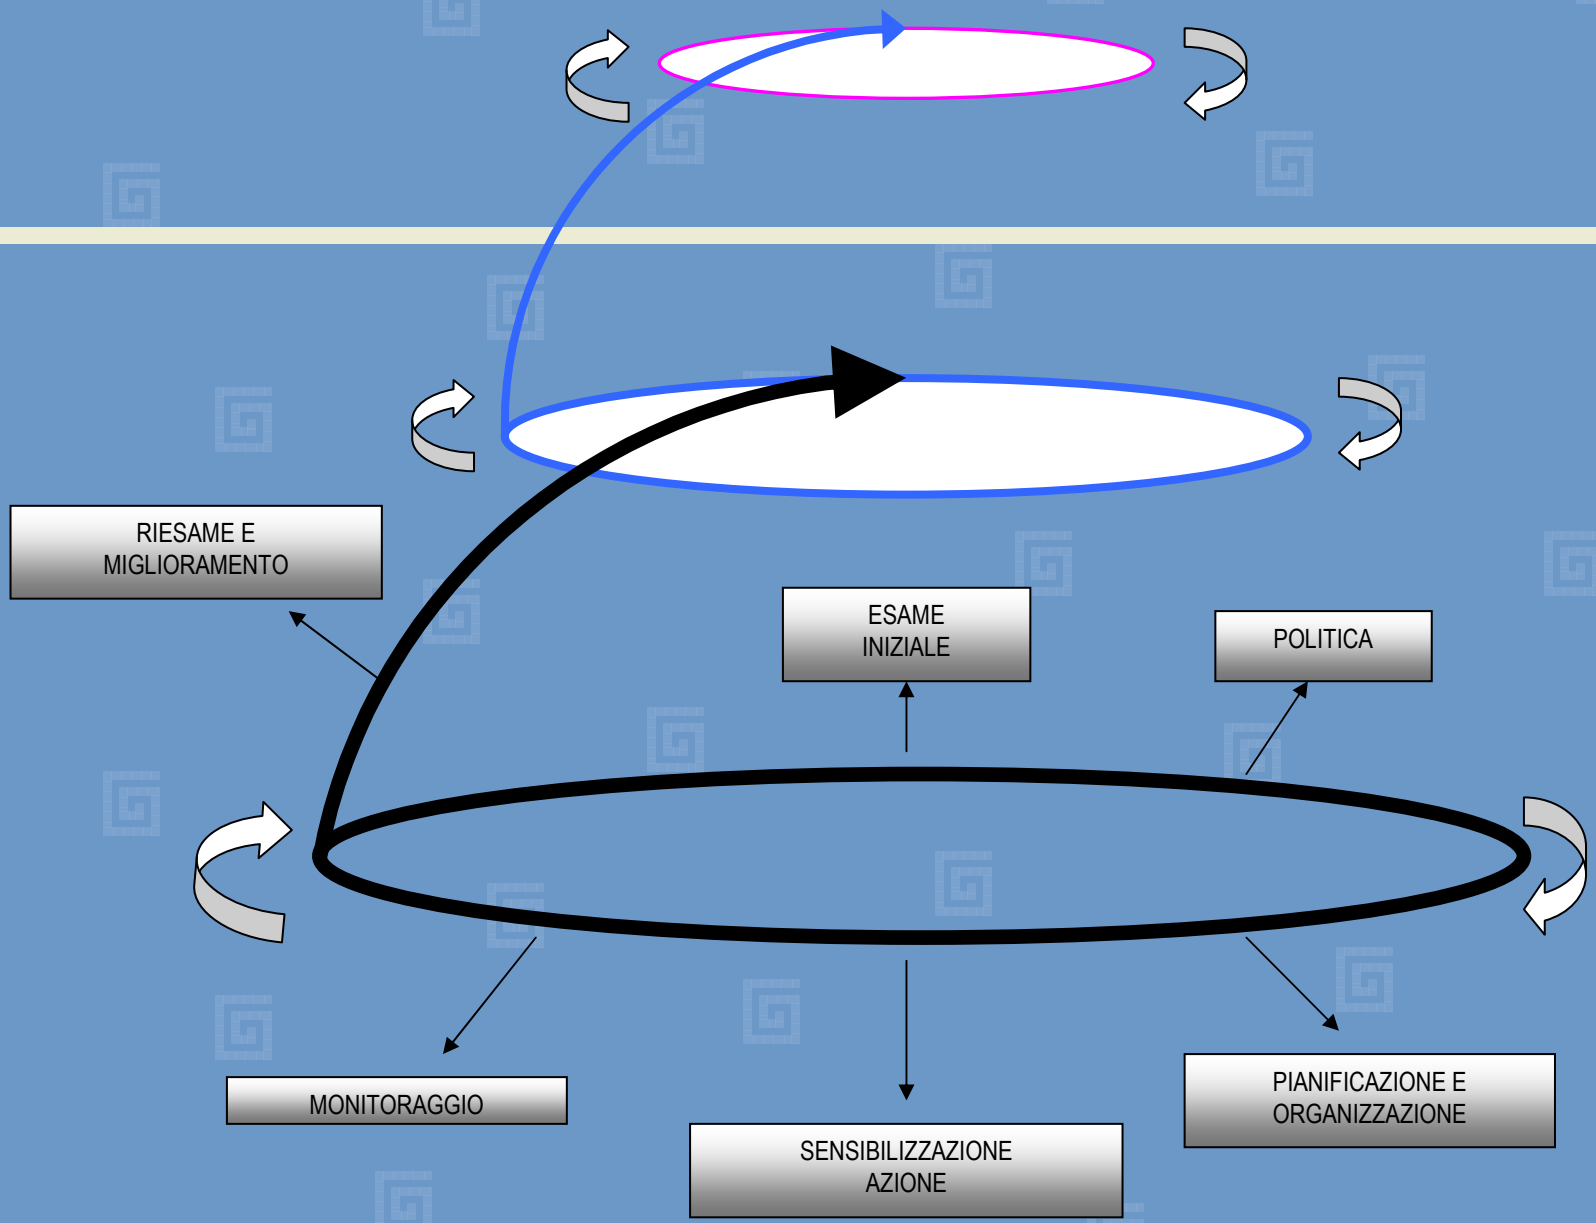 RIESAME E
MIGLIORAMENTO
ESAME
INIZIALE
POLITICA
MONITORAGGIO
SENSIBILIZZAZIONE
AZIONE
PIANIFICAZIONE E
ORGANIZZAZIONE